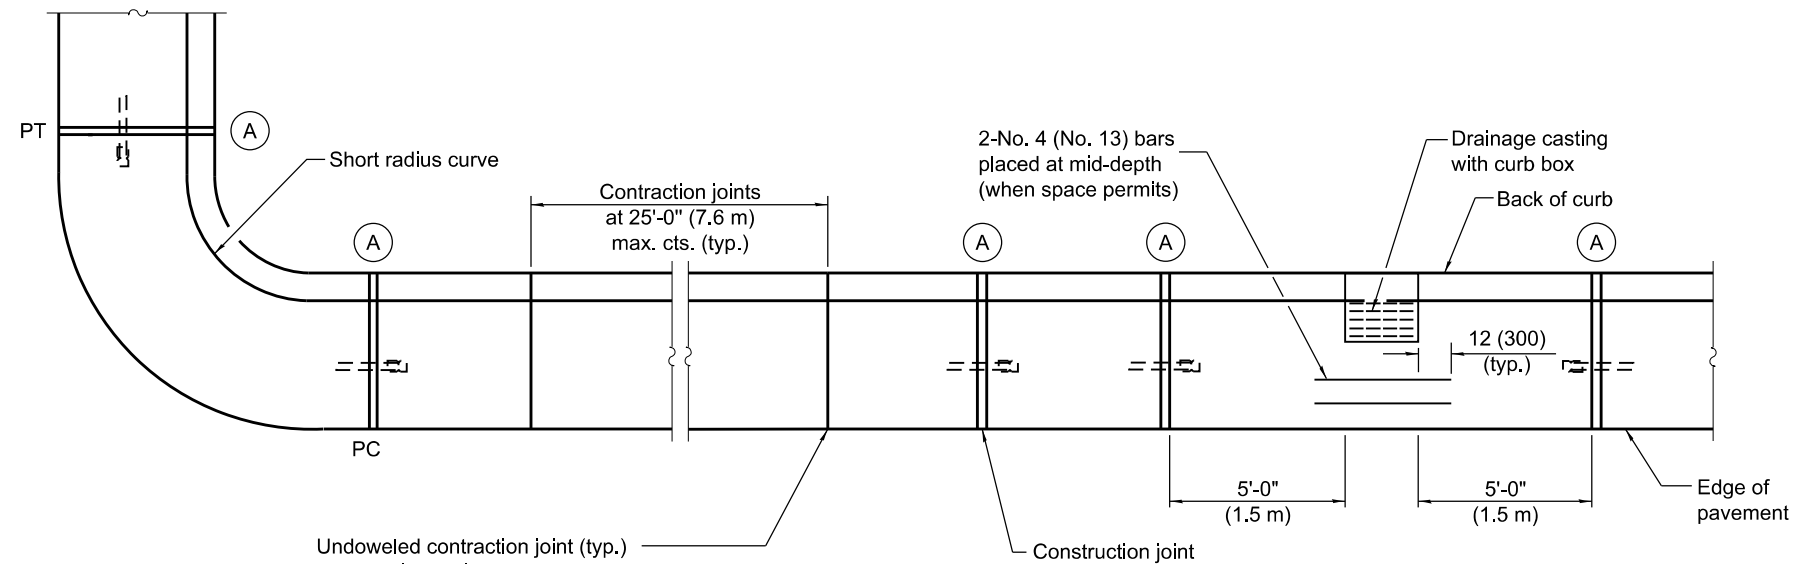 PT
A
Short radius curve
Contraction joints
at 25'-0" (7.6 m)
max. cts. (typ.)
2-No. 4 (No. 13) bars
placed at mid-depth
(when space permits)
Drainage casting
with curb box
Back of curb
A
A
A
A
12 (300)
(typ.)
PC
5'-0"
(1.5 m)
5'-0"
(1.5 m)
Edge of
pavement
Undoweled contraction joint (typ.)
Construction joint